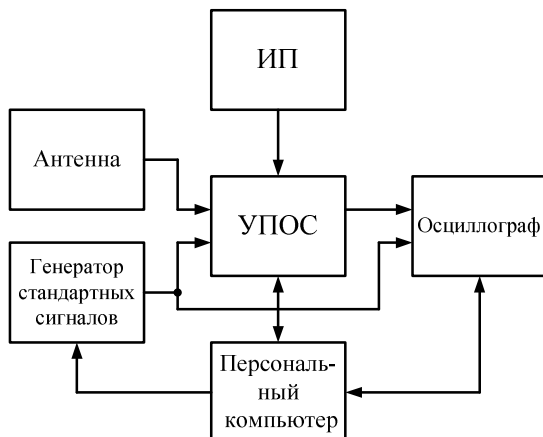 ИП
Антенна
УПОС
Осциллограф
Генератор
стандартных
сигналов
Персональ-
ный
компьютер